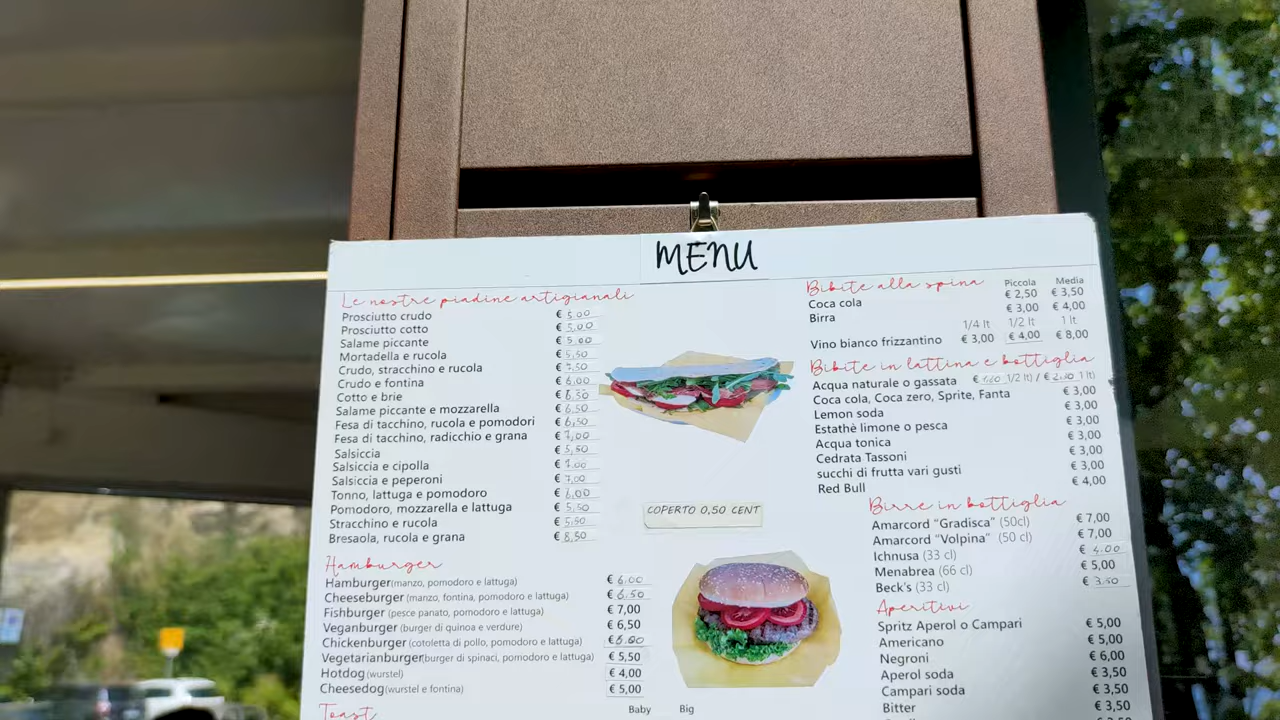 MENU
Le nostre piadine artigianali
Prosciutto crudo € 5,00
Prosciutto cotto € 5,00
Salame piccante € 5,00
Mortadella e rucola € 5,50
Crudo, stracchino e rucola € 7,50
Crudo e fontina € 6,00
Cotto e brie € 6,50
Salame piccante e mozzarella € 6,50
Fesa di tacchino, rucola e pomodori € 6,50
Fesa di tacchino, radicchio e grana € 7,00
Salsiccia € 5,50
Salsiccia e cipolla € 7,00
Salsiccia e peperoni € 7,00
Tonno, lattuga e pomodoro € 6,00
Pomodoro, mozzarella e lattuga € 5,50
Stracchino e rucola € 5,50
Bresaola, rucola e grana € 8,50
Hamburger
Hamburger(manzo, pomodoro e lattuga) € 6,00
Cheeseburger (manzo, fontina, pomodoro e lattuga) € 6,50
Fishburger (pesce panato, pomodoro e lattuga) € 7,00
Veganburger (burger di quinoa e verdure) € 6,50
Chickenburger (cotoletta di pollo, pomodoro e lattuga) €
Vegetarianburger(burger di spinaci, pomodoro e lattuga) € 5,50
Hotdog(wurstel) € 4,00
Cheesedog(wurstel e fontina) € 5,00
Toast Baby Big
COPERTO 0,50 CENT
Bibite alla spina Piccola Media
Coca cola € 2,50 € 3,50
Birra € 3,00 € 4,00
1/4 lt 1/2 lt 1 lt
Vino bianco frizzantino € 3,00 € 4,00 € 8,00
Bibite in lattina e bottiglia
Acqua naturale o gassata € 1/2 lt) / € 1 lt)
Coca cola, Coca zero, Sprite, Fanta € 3,00
Lemon soda € 3,00
Estathè limone o pesca € 3,00
Acqua tonica € 3,00
Cedrata Tassoni € 3,00
succhi di frutta vari gusti € 3,00
Red Bull € 4,00
Birre in bottiglia
Amarcord "Gradisca" (50cl) € 7,00
Amarcord "Volpina" (50 cl) € 7,00
Ichnusa (33 cl) € 4,00
Menabrea (66 cl) € 5,00
Beck's (33 cl) € 3,50
Aperitivi
Spritz Aperol o Campari € 5,00
Americano € 5,00
Negroni € 6,00
Aperol soda € 3,50
Campari soda € 3,50
Bitter € 3,50